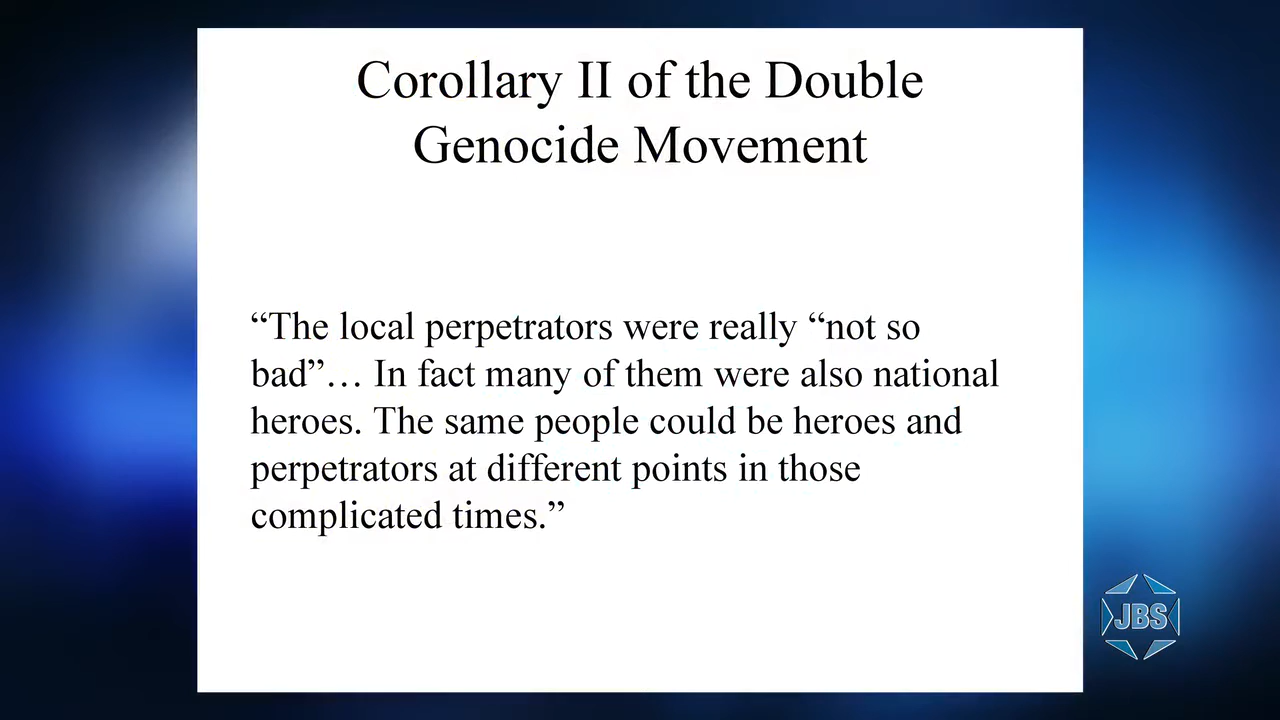 Corollary II of the Double
Genocide Movement
“The local perpetrators were really “not so
bad”… In fact many of them were also national
heroes. The same people could be heroes and
perpetrators at different points in those
complicated times.”
JBS